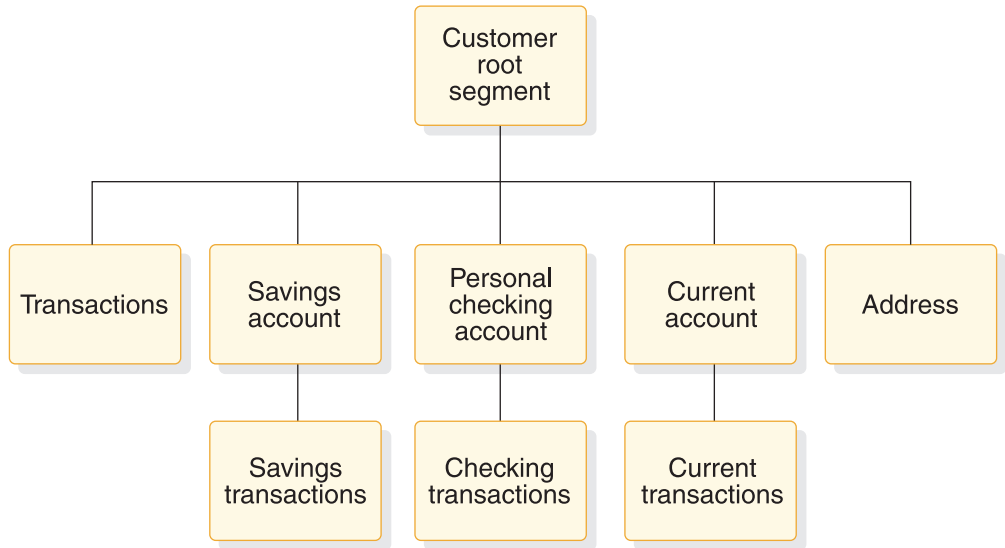 Customer
root
segment
Transactions
Savings
account
Personal
checking
account
Current
account
Address
Savings
transactions
Checking
transactions
Current
transactions